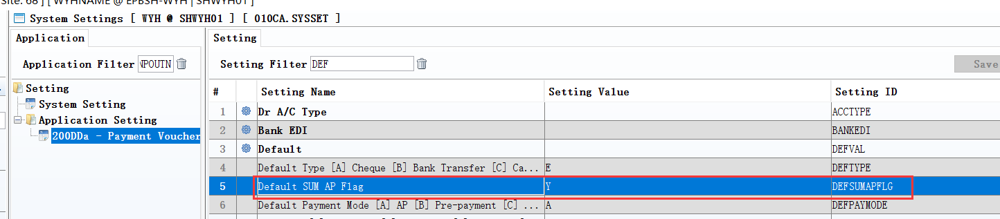 Site: 68 ] [ WYHNAME @ EPBSH-WYH | SHWYH01 ]
System Settings [ WYH @ SHWYH01 ] [ 010CA.SYSSET ]
Application
Setting
Application Filter NPOUTN
Setting Filter DEF
Save
Setting
System Setting
Application Setting
200DDa - Payment Voucher
# Setting Name Setting Value Setting ID
1 Dr A/C Type ACCTYPE
2 Bank EDI BANKEDI
3 Default DEFVAL
4 Default Type [A] Cheque [B] Bank Transfer [C] Ca... E DEFTYPE
5 Default SUM AP Flag Y DEFSUMAPFLG
6 Default Payment Mode [A] AP [B] Pre-payment [C] ... A DEFPAYMODE